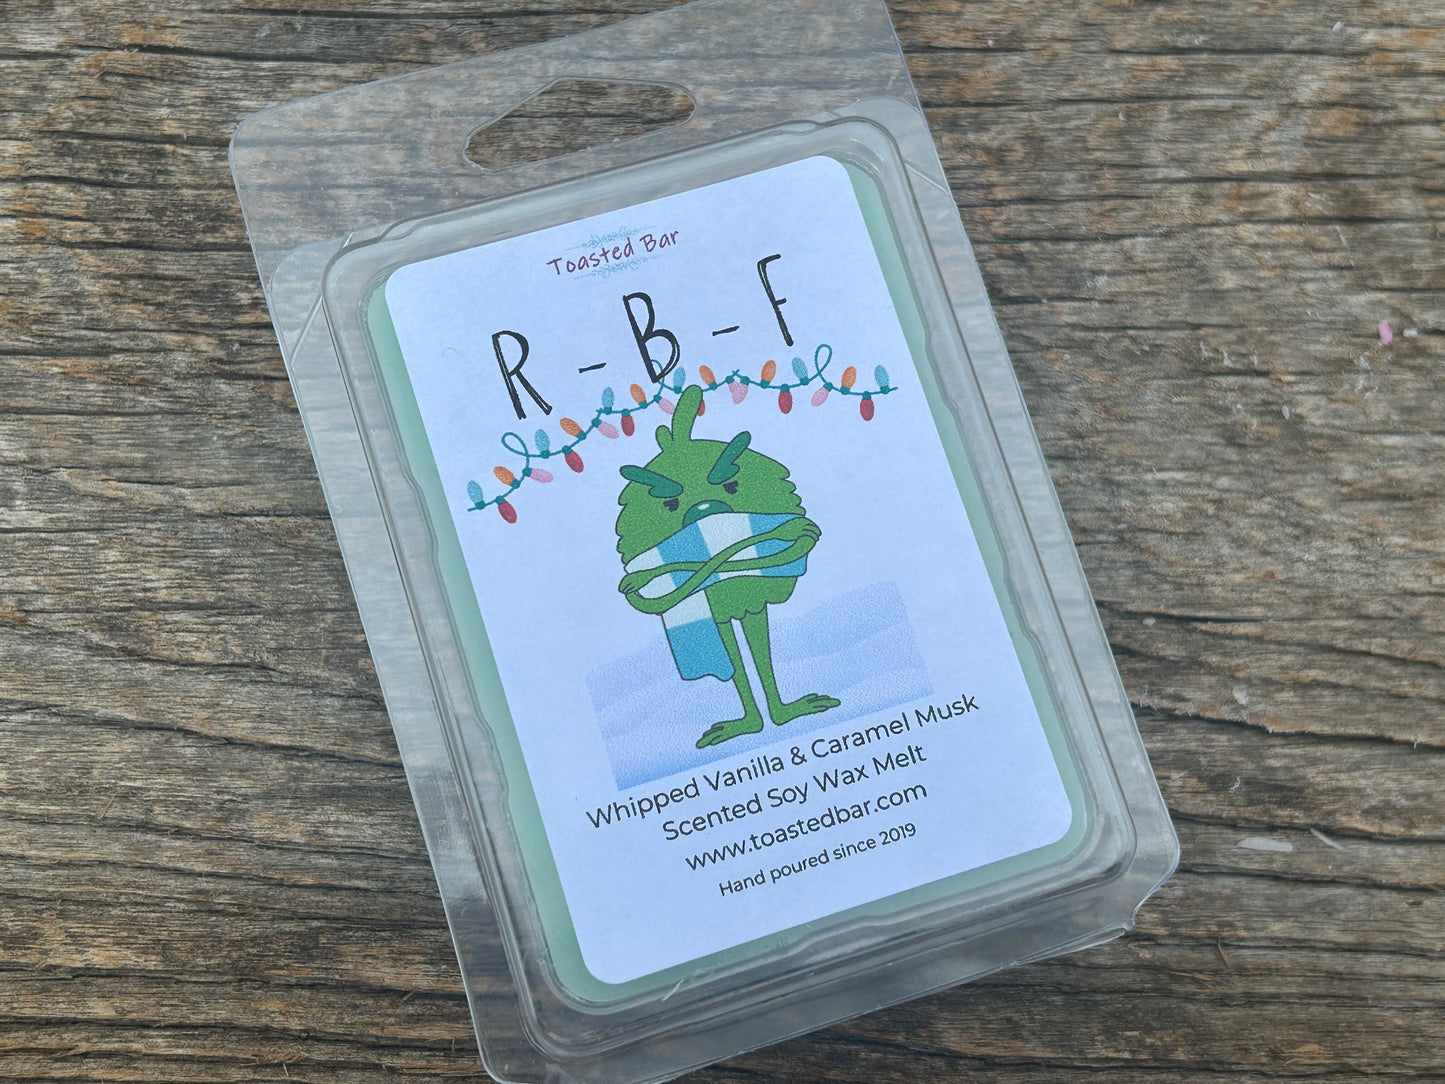 Toasted Bar
R - B - F
Whipped Vanilla & Caramel Musk
Scented Soy Wax Melt
www.toastedbar.com
Hand poured since 2019